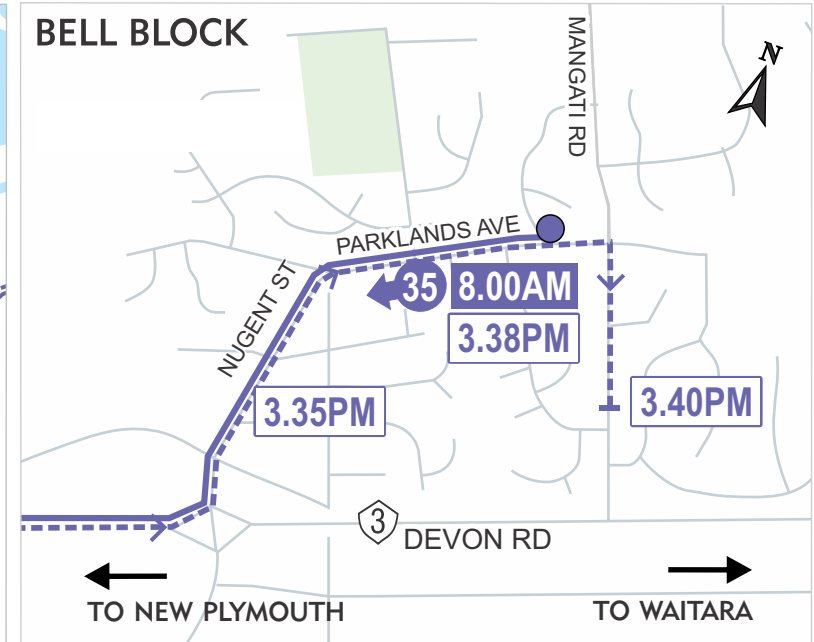 BELL BLOCK
MANGATI RD
N
PARKLANDS AVE
35 8.00AM
3.38PM
NUGENT ST
3.35PM
3.40PM
3
DEVON RD
TO NEW PLYMOUTH
TO WAITARA